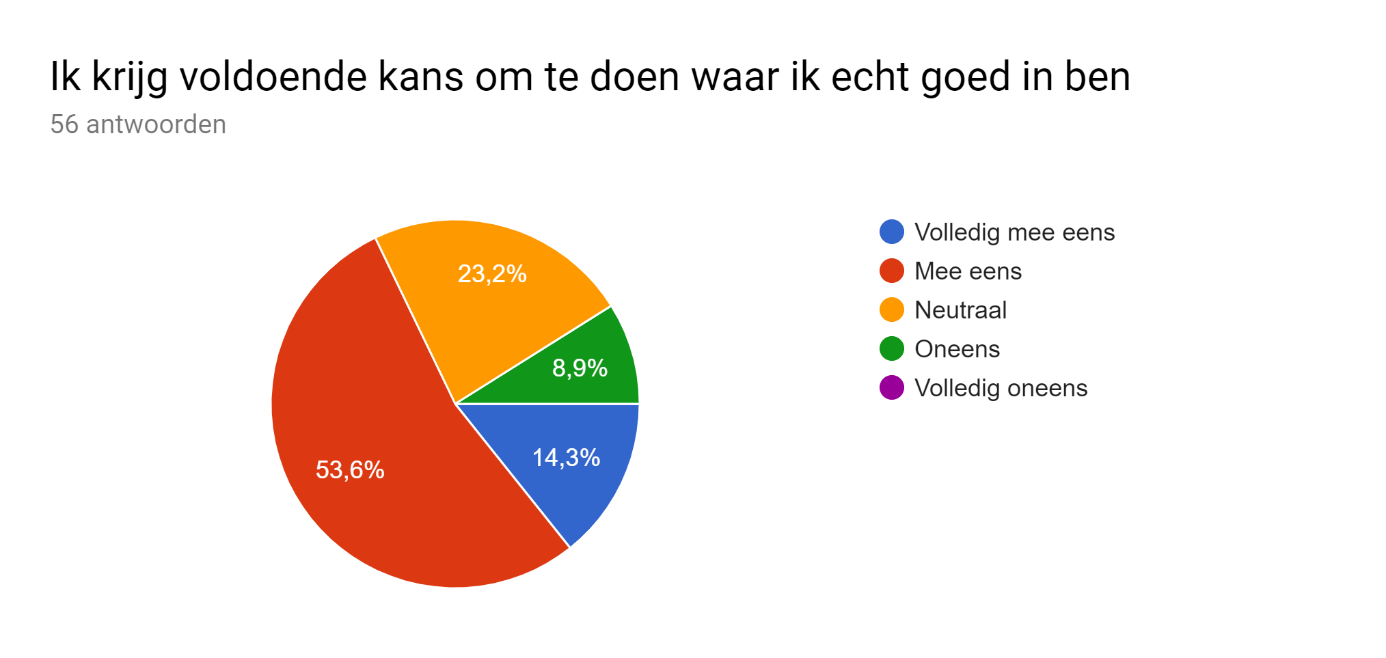 Ik krijg voldoende kans om te doen waar ik echt goed in ben
56 antwoorden
Volledig mee eens
Mee eens
Neutraal
Oneens
Volledig oneens
23,2%
8,9%
14,3%
53,6%